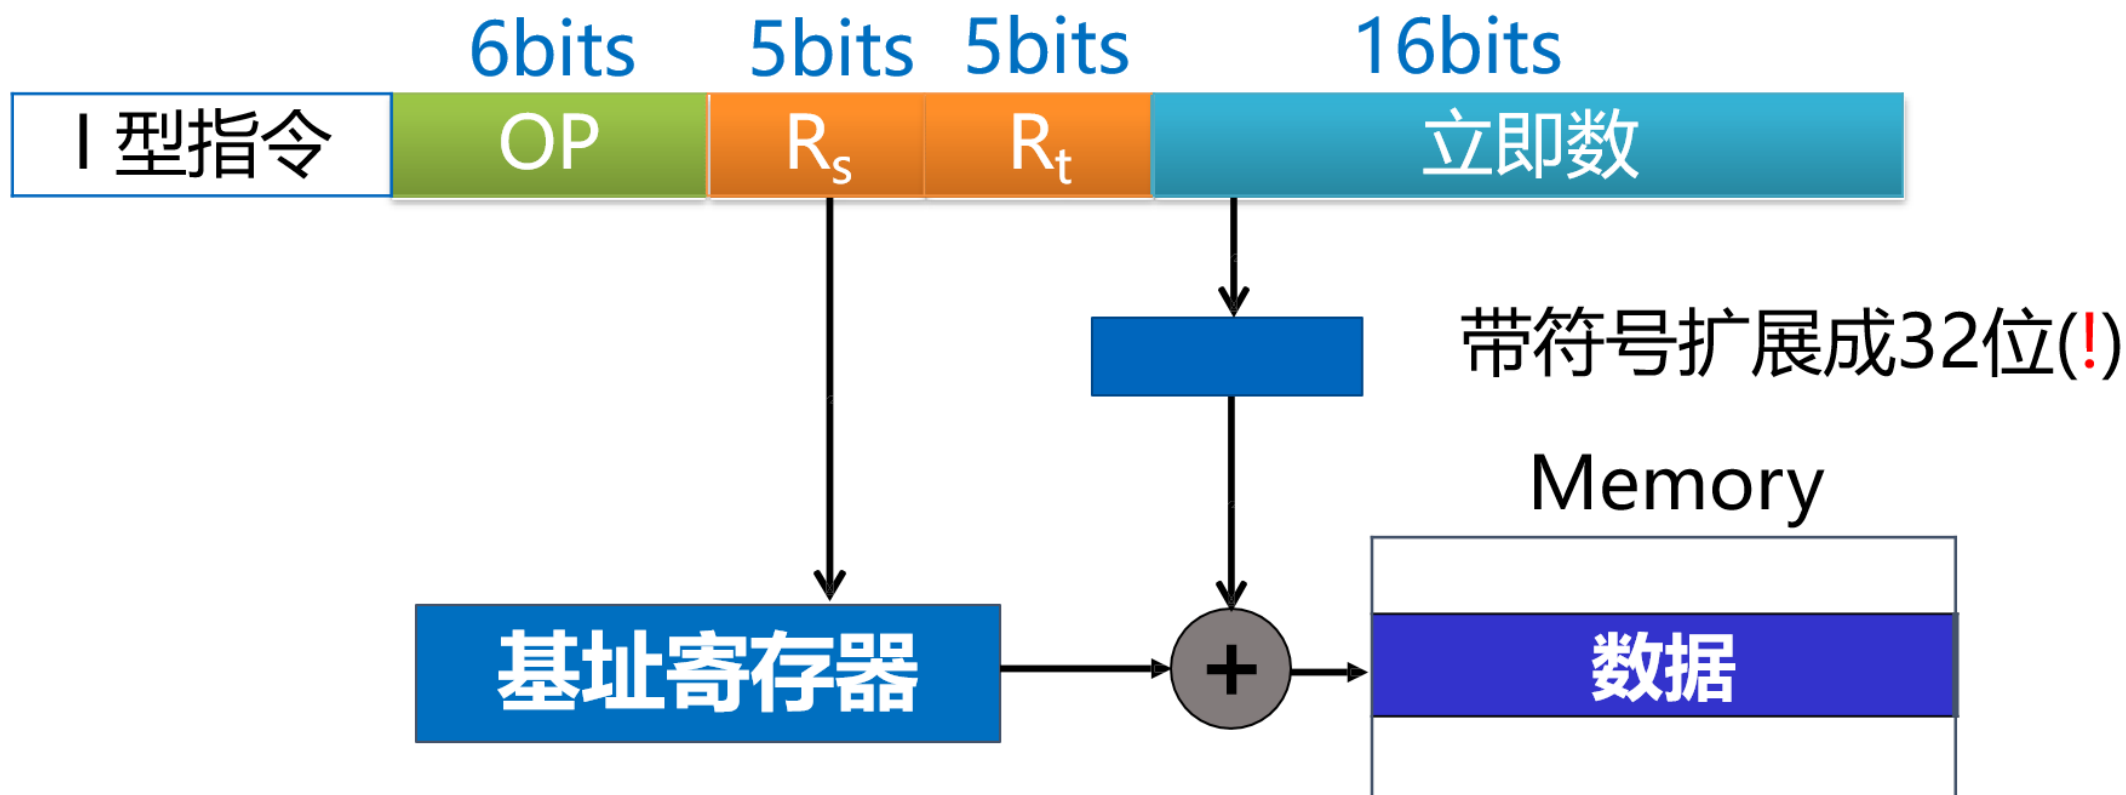 6bits 5bits 5bits 16bits
I 型指令 OP Rs Rt 立即数
带符号扩展成32位(!)
Memory
基址寄存器 + 数据